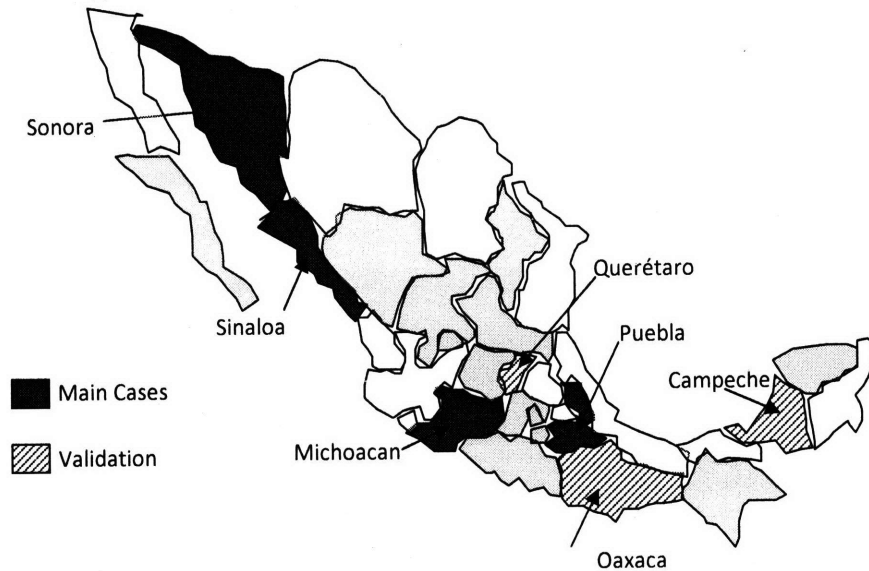 Sonora
Querétaro
Sinaloa
Puebla
Campeche
Main Cases
Michoacan
Validation
Oaxaca